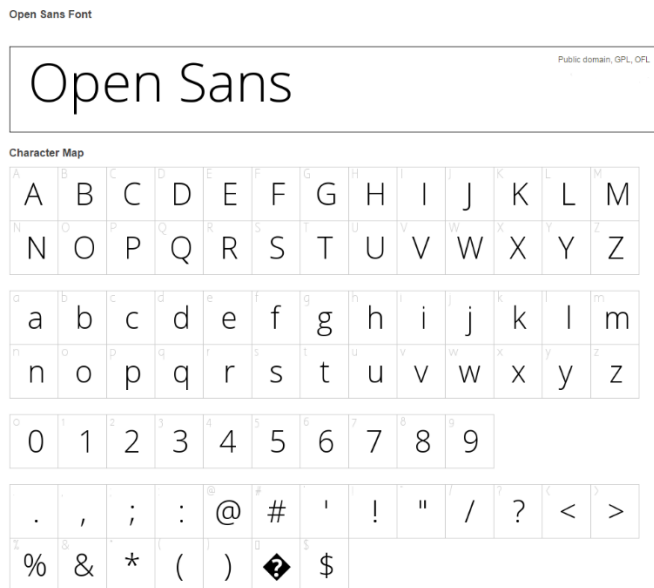 Open Sans Font
Open Sans
Public domain, GPL, OFL
Character Map
A B C D E F G H I J K L M
N O P Q R S T U V W X Y Z
a b c d e f g h i j k l m
n o p q r s t u v w x y z
0 1 2 3 4 5 6 7 8 9
. , ; : @ # ' ! " / ? < >
% & * ( ) � $